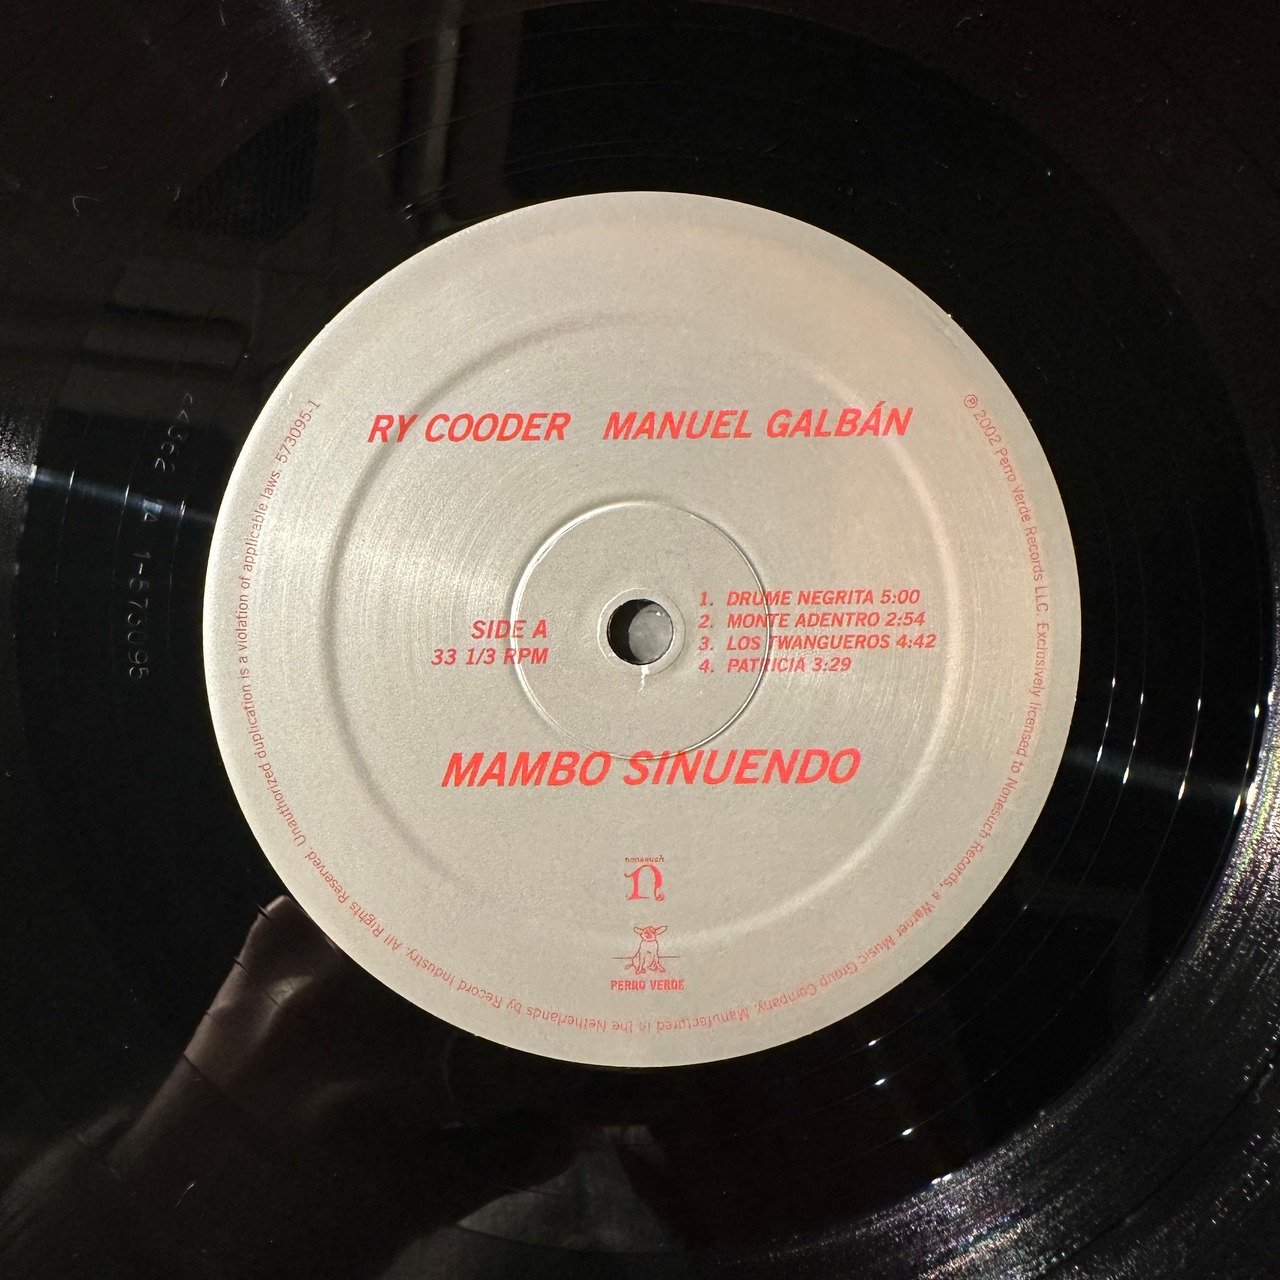 RY COODER MANUEL GALBÁN
SIDE A
33 1/3 RPM
1. DRUME NEGRITA 5:00
2. MONTE ADENTRO 2:54
3. LOS TWANGUEROS 4:42
4. PATRICIA 3:29
MAMBO SINUENDO
nonesuch
PERRO VERDE
℗ 2002 Perro Verde Records LLC. Exclusively licensed to Nonesuch Records, a Warner Music Group Company. Manufactured in the Netherlands by Record Industry. All Rights Reserved. Unauthorized duplication is a violation of applicable laws. 573095-1
1-573095